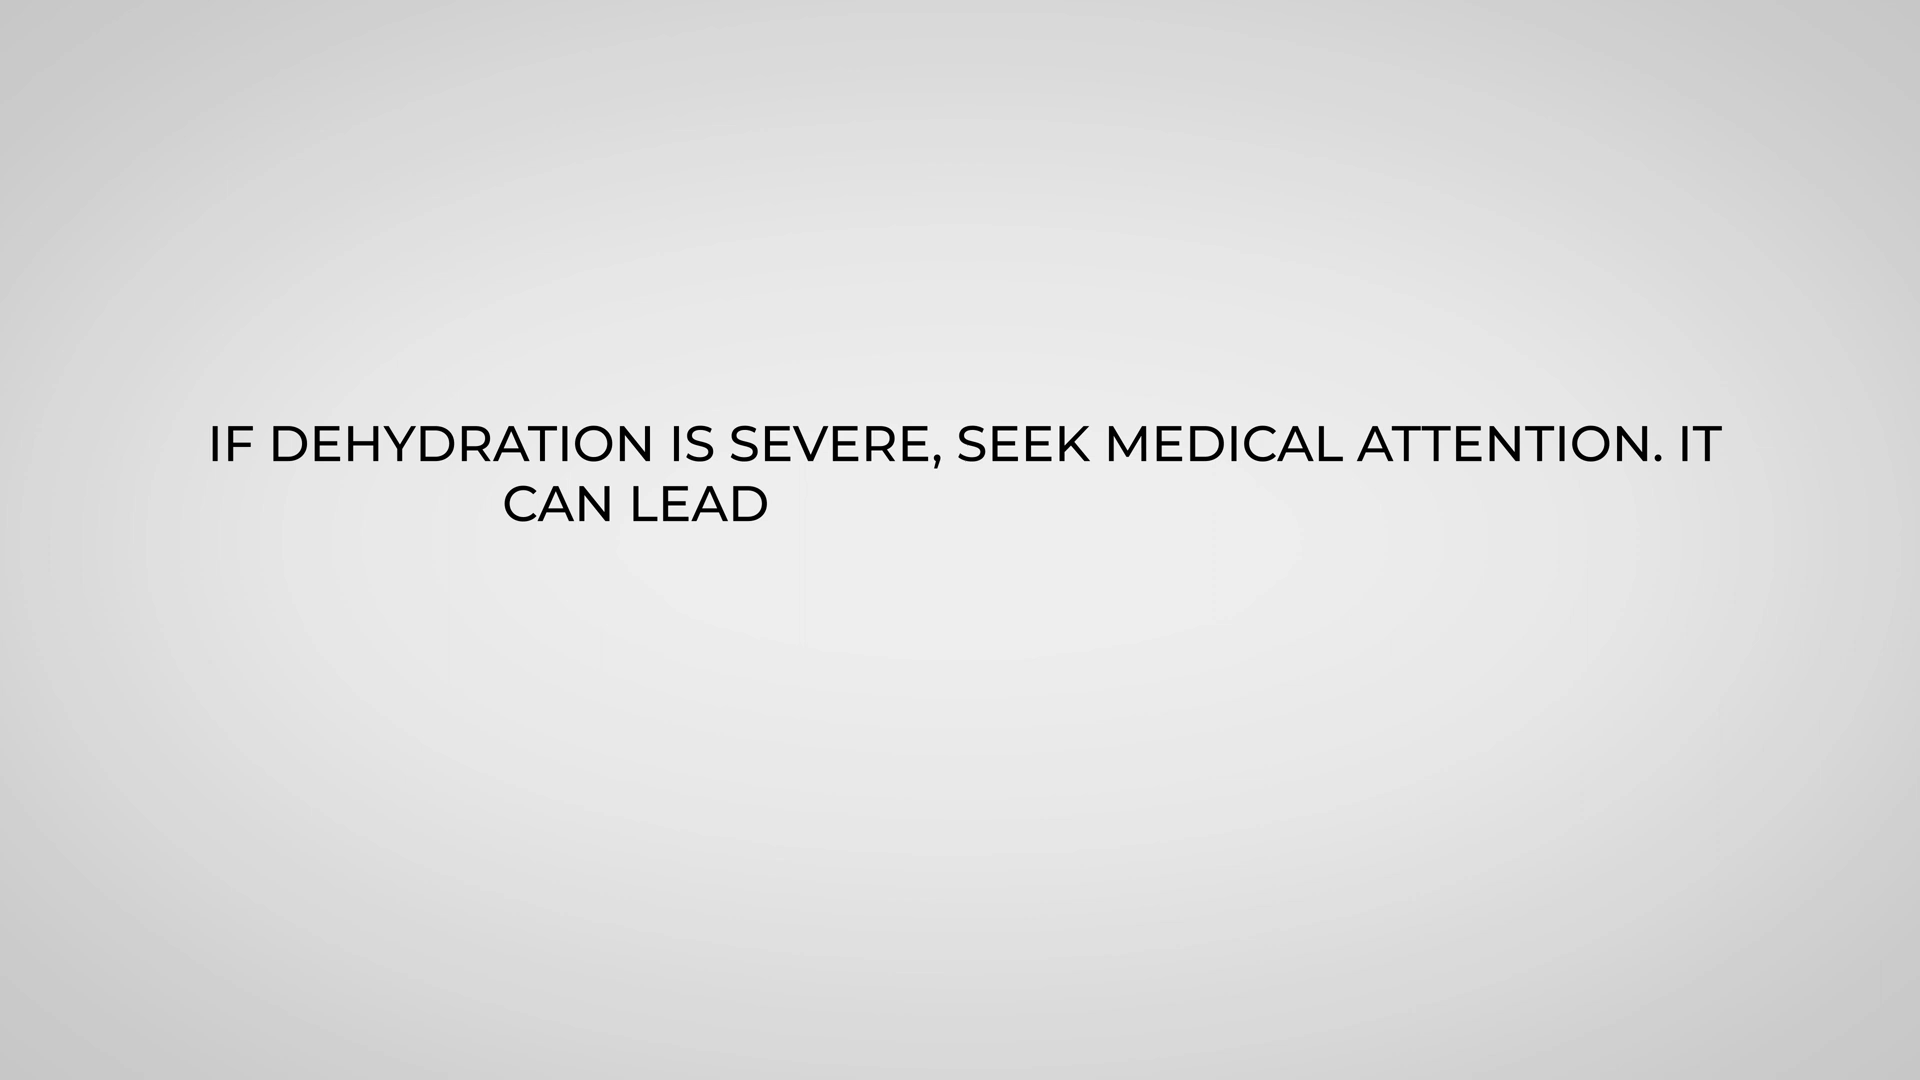 IF DEHYDRATION IS SEVERE, SEEK MEDICAL ATTENTION. IT
CAN LEAD